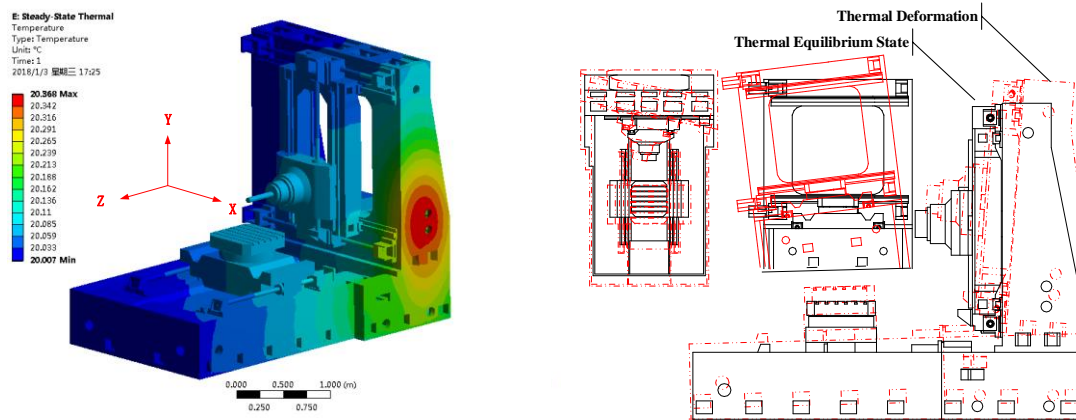 E: Steady-State Thermal
Temperature
Type: Temperature
Unit: °C
Time: 1
2018/1/3 星期三 17:25
20.368 Max
20.342
20.316
20.291
20.265
20.239
20.213
20.188
20.162
20.136
20.11
20.085
20.059
20.033
20.007 Min
Y
Z
X
0.000
0.500
1.000 (m)
0.250
0.750
Thermal Deformation
Thermal Equilibrium State